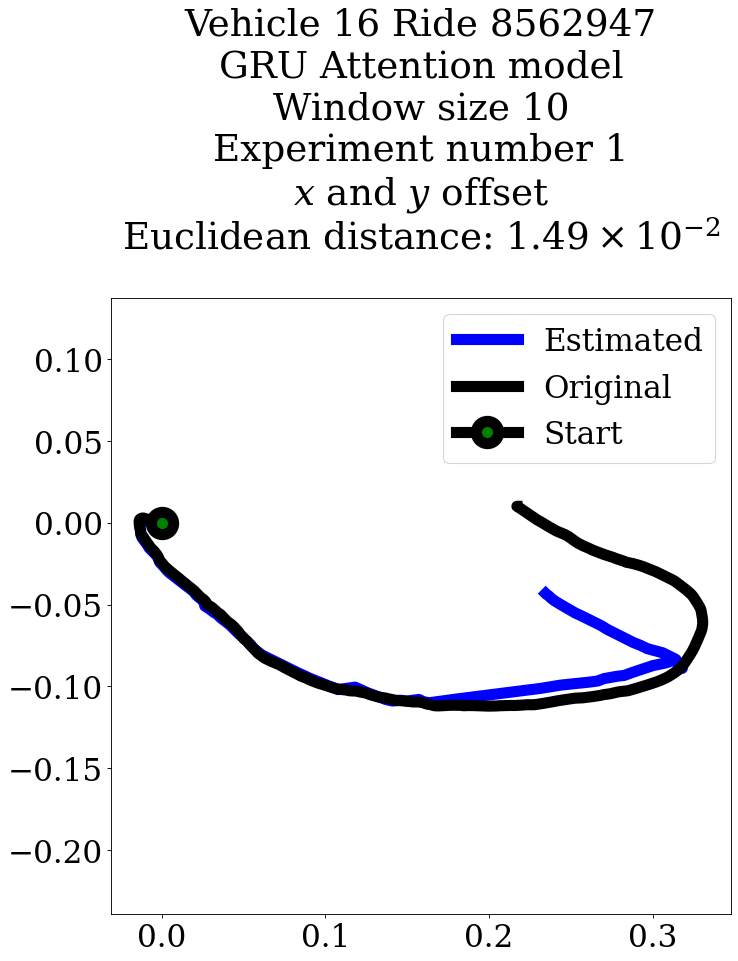 Vehicle 16 Ride 8562947
GRU Attention model
Window size 10
Experiment number 1
x and y offset
Euclidean distance: 1.49 × 10⁻²
Estimated
Original
Start
0.10
0.05
0.00
−0.05
−0.10
−0.15
−0.20
0.0 0.1 0.2 0.3